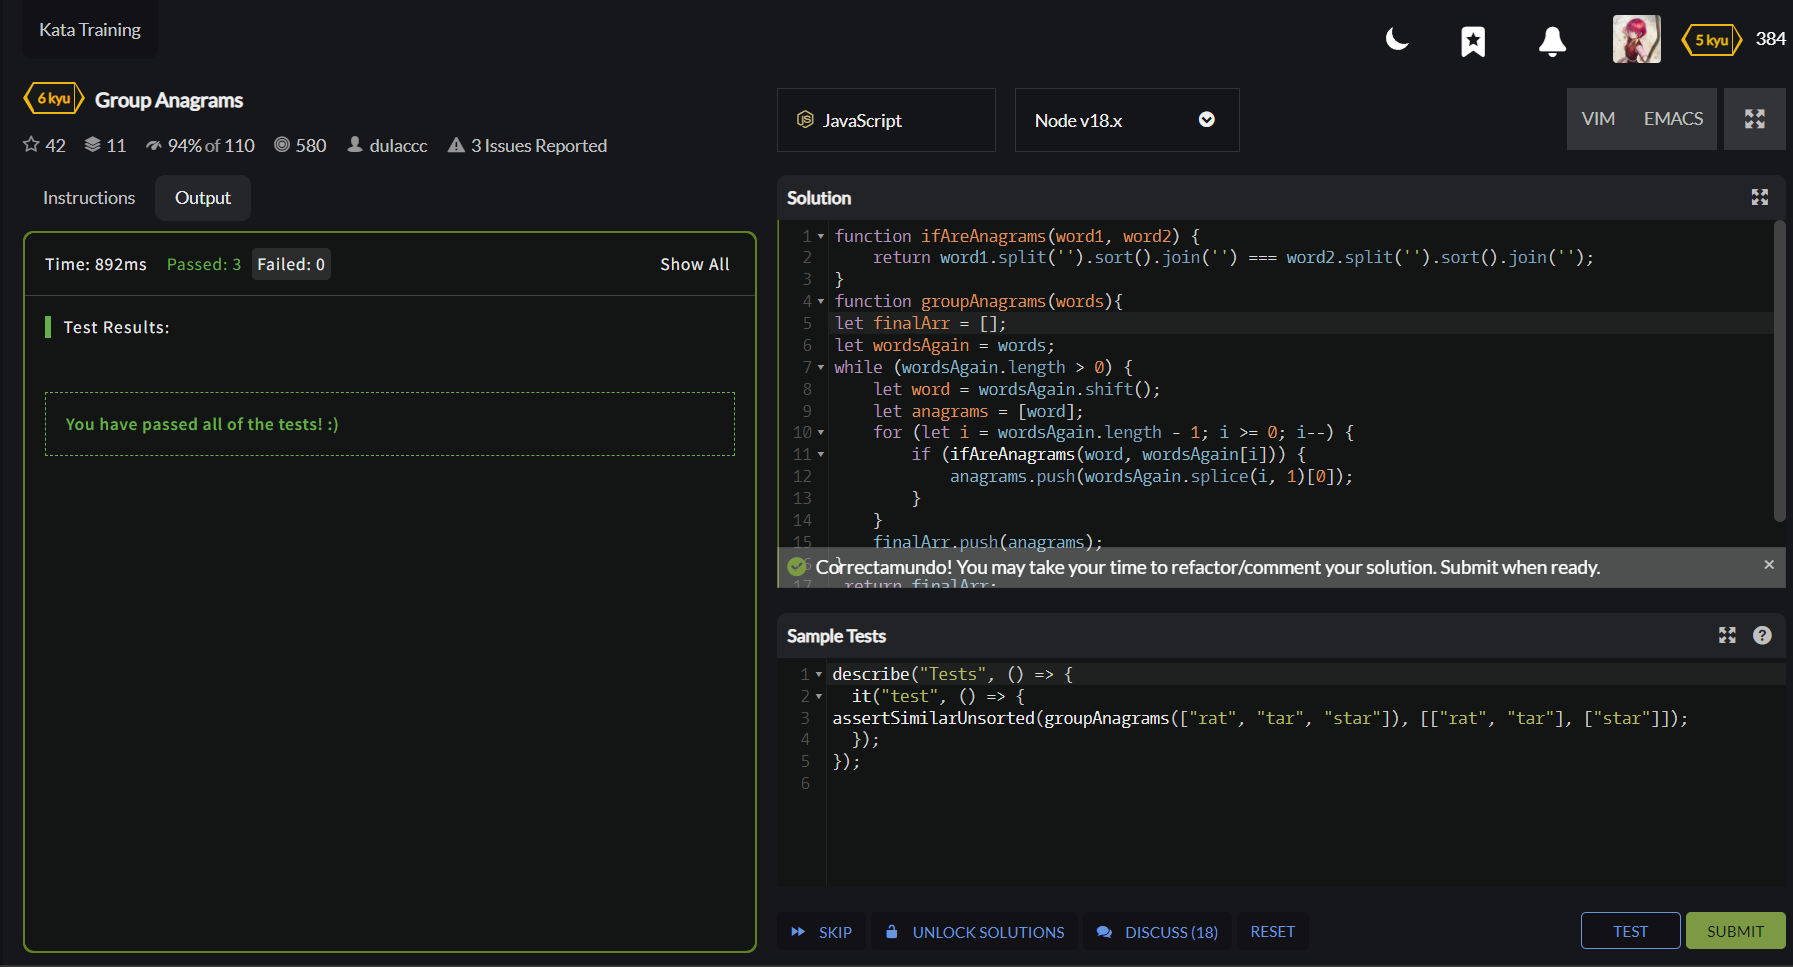 Kata Training
5 kyu 384
6 kyu Group Anagrams
42 11 94% of 110 580 dulaccc 3 Issues Reported
JavaScript
Node v18.x
VIM EMACS
Instructions Output
Time: 892ms Passed: 3 Failed: 0 Show All
Test Results:
You have passed all of the tests! :)
Solution
1 function ifAreAnagrams(word1, word2) {
2 return word1.split('').sort().join('') === word2.split('').sort().join('');
3 }
4 function groupAnagrams(words){
5 let finalArr = [];
6 let wordsAgain = words;
7 while (wordsAgain.length > 0) {
8 let word = wordsAgain.shift();
9 let anagrams = [word];
10 for (let i = wordsAgain.length - 1; i >= 0; i--) {
11 if (ifAreAnagrams(word, wordsAgain[i])) {
12 anagrams.push(wordsAgain.splice(i, 1)[0]);
13 }
14 }
15 finalArr.push(anagrams);
16 }
17 return finalArr;
Correctamundo! You may take your time to refactor/comment your solution. Submit when ready. ×
Sample Tests
1 describe("Tests", () => {
2 it("test", () => {
3 assertSimilarUnsorted(groupAnagrams(["rat", "tar", "star"]), [["rat", "tar"], ["star"]]);
4 });
5 });
6
SKIP UNLOCK SOLUTIONS DISCUSS (18) RESET TEST SUBMIT